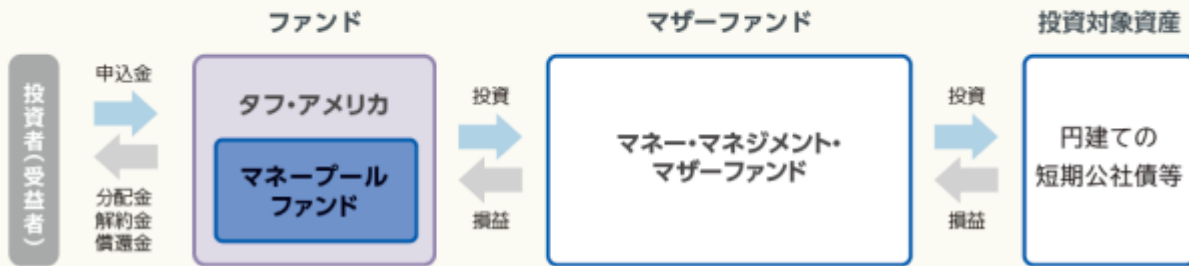 ファンド
マザーファンド
投資対象資産
投資者(受益者)
申込金
分配金
解約金
償還金
タフ・アメリカ
マネープール
ファンド
投資
損益
マネー・マネジメント・
マザーファンド
投資
損益
円建ての
短期公社債等